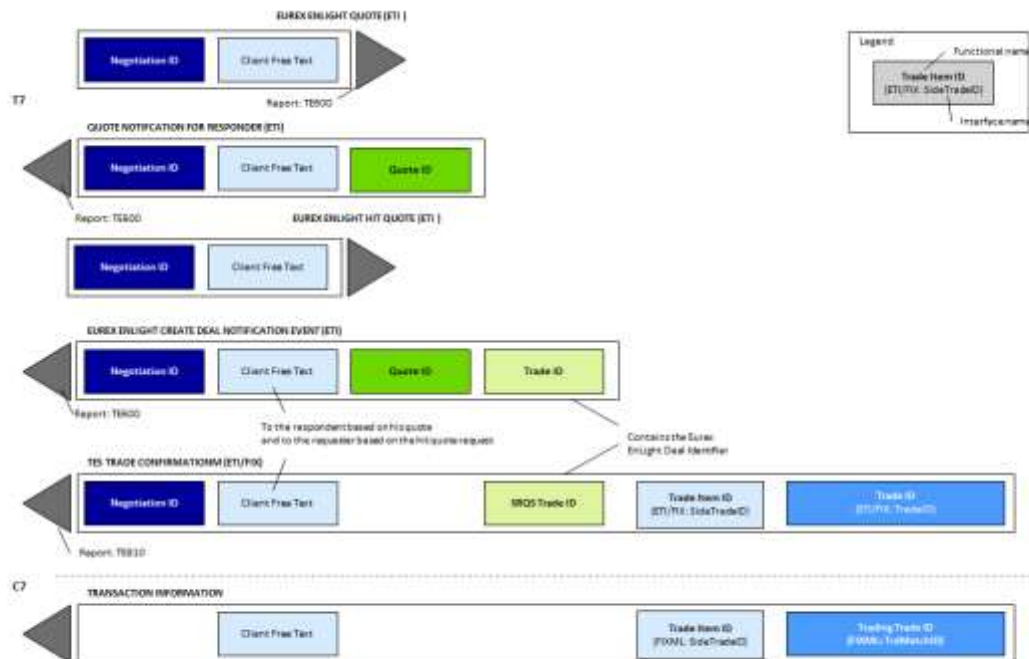 EUREX ENLIGHT QUOTE (ETI )
Negotiation ID
Client Free Text
Report: TE600
Legend
Functional name
Trade Item ID
(ETI/FIX: SideTradeID)
Interface name
T7
QUOTE NOTIFCATION FOR RESPONDER (ETI)
Negotiation ID
Client Free Text
Quote ID
Report: TE600
EUREX ENLIGHT HIT QUOTE (ETI )
Negotiation ID
Client Free Text
EUREX ENLIGHT CREATE DEAL NOTIFICATION EVENT (ETI)
Negotiation ID
Client Free Text
Quote ID
Trade ID
Report: TE600
To the respondent based on his quote
and to the requester based on the hit quote request
Contains the Eurex
EnLight Deal Identifier
TES TRADE CONFIRMATIONM (ETI/FIX)
Negotiation ID
Client Free Text
Trade ID
Trade Item ID
(ETI/FIX: SideTradeID)
Trade ID
(ETI/FIX: TradeID)
Report: TE810
C7
TRANSACTION INFORMATION
Client Free Text
Trade Item ID
(FIXML: SideTradeID)
Trading Trade ID
(FIXML: TrdMatchID)